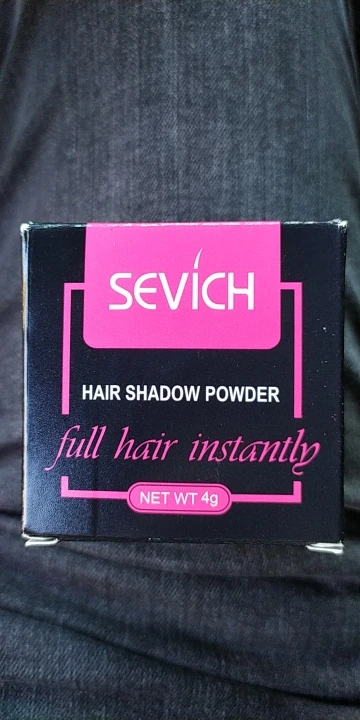 SEVICH
HAIR SHADOW POWDER
full hair instantly
NET WT 4g